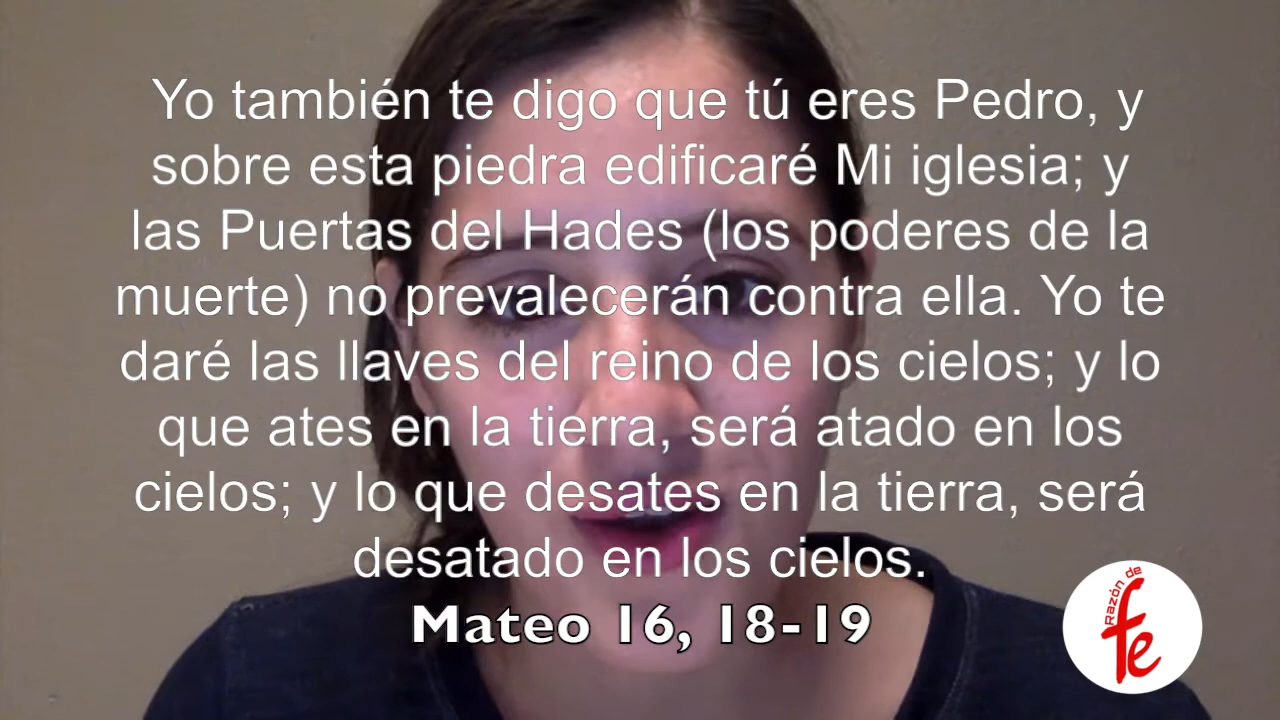 Yo también te digo que tú eres Pedro, y
sobre esta piedra edificaré Mi iglesia; y
las Puertas del Hades (los poderes de la
muerte) no prevalecerán contra ella. Yo te
daré las llaves del reino de los cielos; y lo
que ates en la tierra, será atado en los
cielos; y lo que desates en la tierra, será
desatado en los cielos.
Mateo 16, 18-19
Razón de
fe